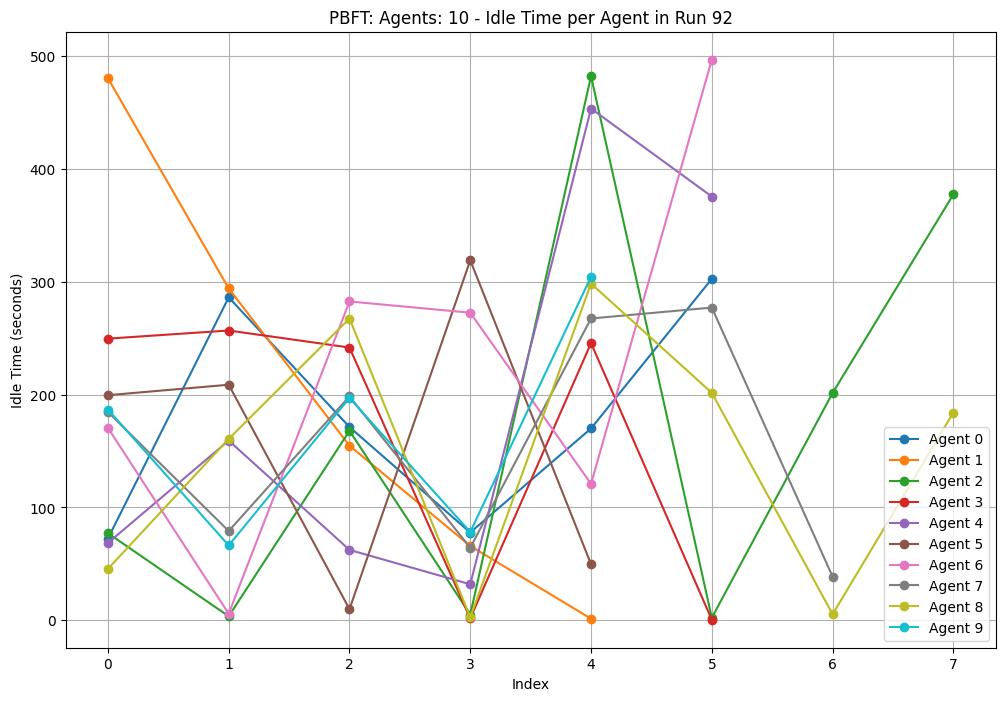 PBFT: Agents: 10 - Idle Time per Agent in Run 92
Idle Time (seconds)
500
400
300
200
100
0
0 1 2 3 4 5 6 7
Index
Agent 0
Agent 1
Agent 2
Agent 3
Agent 4
Agent 5
Agent 6
Agent 7
Agent 8
Agent 9